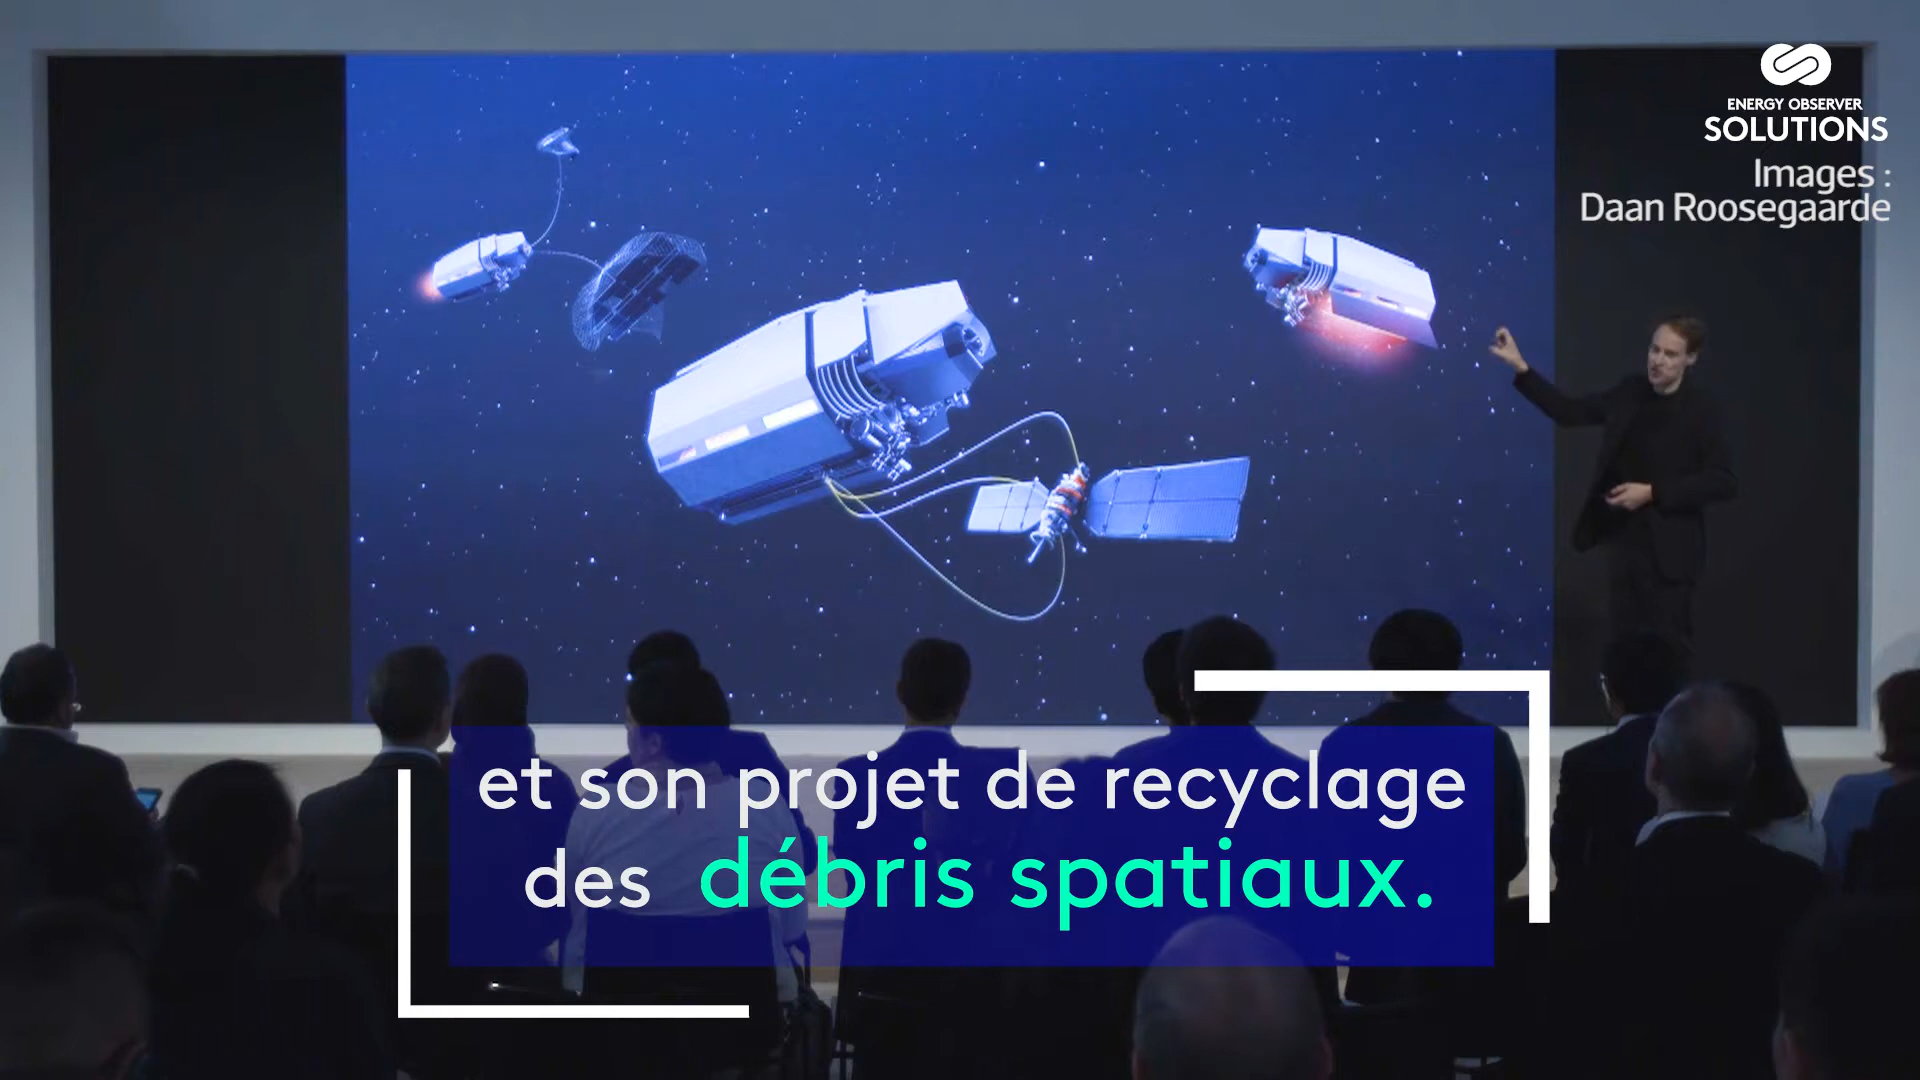 ENERGY OBSERVER
SOLUTIONS
Images :
Daan Roosegaarde
et son projet de recyclage
des débris spatiaux.